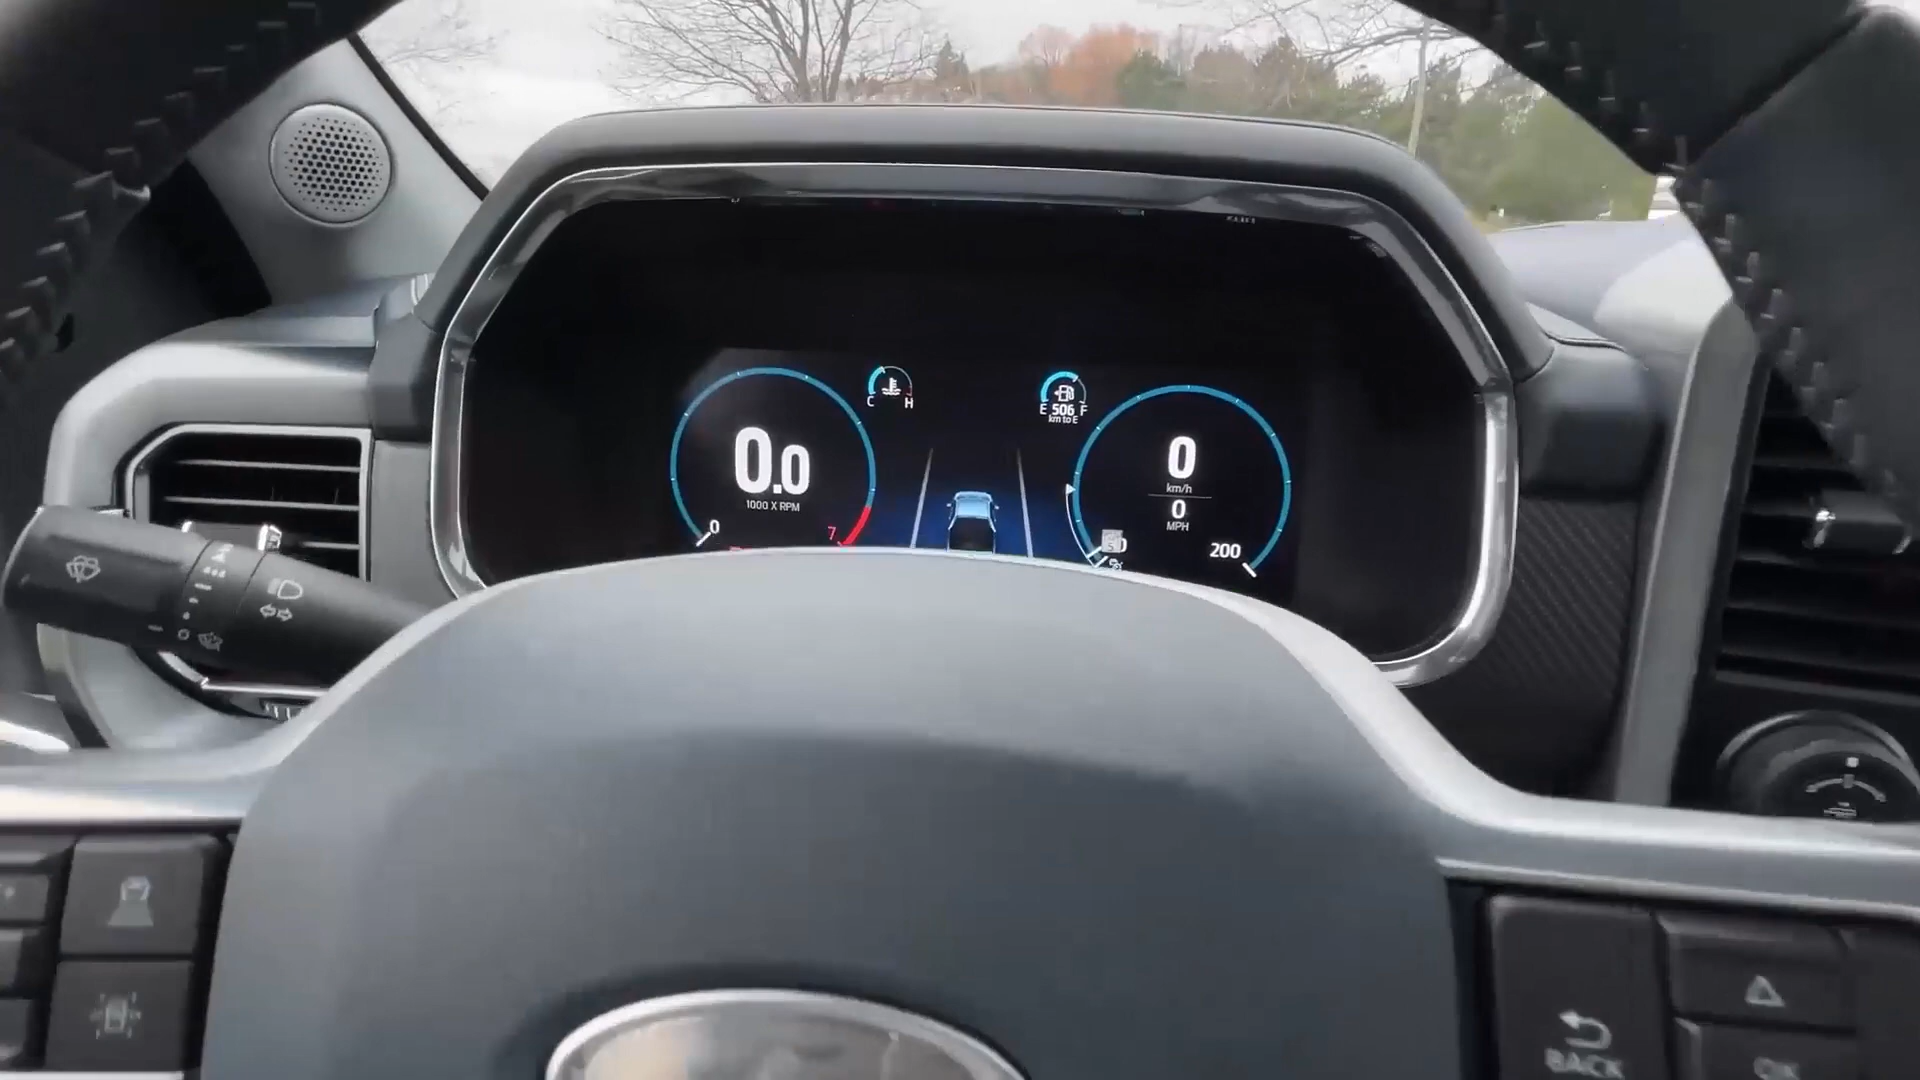 0.0
1000 X RPM
0
7
C H
E 506 F
km to E
0
km/h
0
MPH
200
BACK
OK